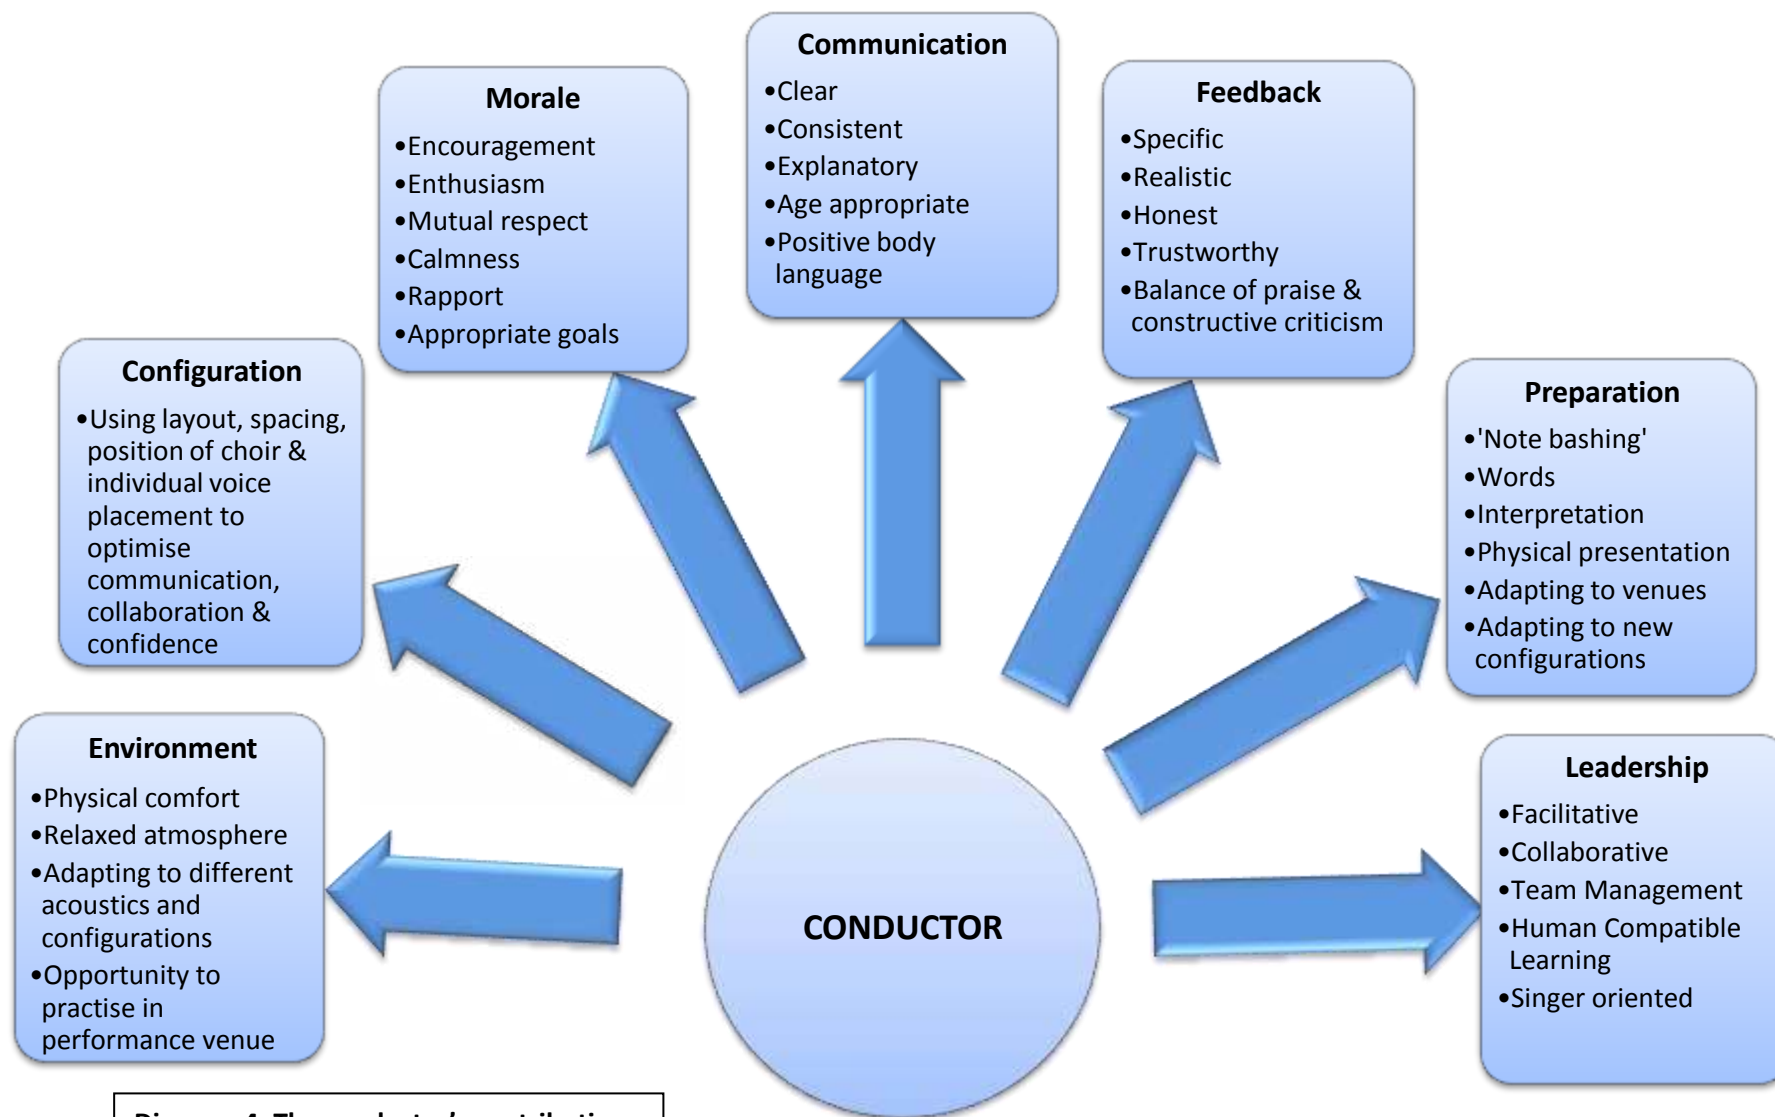 Communication
•Clear
•Consistent
•Explanatory
•Age appropriate
•Positive body
language
Morale
•Encouragement
•Enthusiasm
•Mutual respect
•Calmness
•Rapport
•Appropriate goals
Feedback
•Specific
•Realistic
•Honest
•Trustworthy
•Balance of praise &
constructive criticism
Configuration
•Using layout, spacing,
position of choir &
individual voice
placement to
optimise
communication,
collaboration &
confidence
Preparation
•'Note bashing'
•Words
•Interpretation
•Physical presentation
•Adapting to venues
•Adapting to new
configurations
Environment
•Physical comfort
•Relaxed atmosphere
•Adapting to different
acoustics and
configurations
•Opportunity to
practise in
performance venue
Leadership
•Facilitative
•Collaborative
•Team Management
•Human Compatible
Learning
•Singer oriented
CONDUCTOR